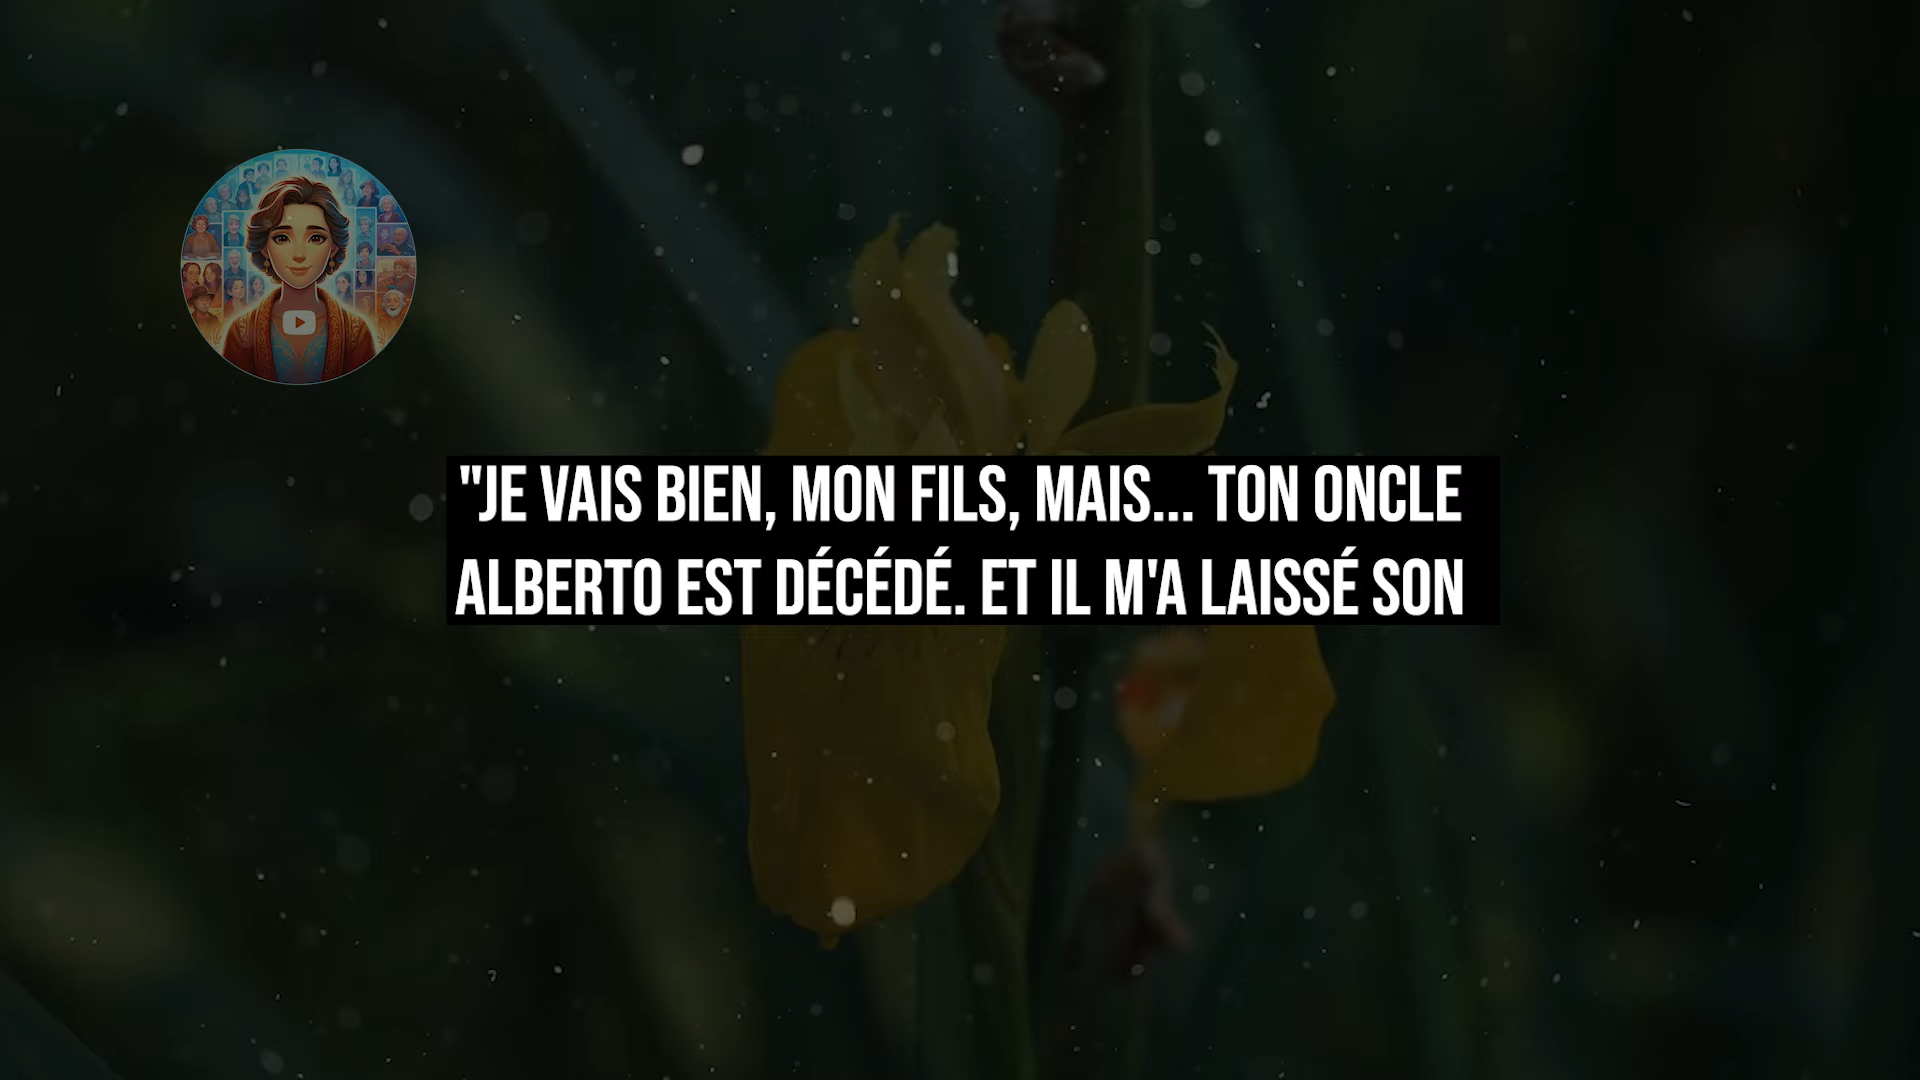 "JE VAIS BIEN, MON FILS, MAIS... TON ONCLE
ALBERTO EST DÉCÉDÉ. ET IL M'A LAISSÉ SON